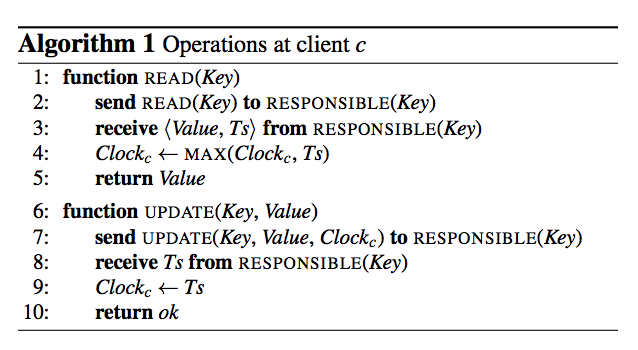 Algorithm 1 Operations at client c
1: function READ(Key)
2: send READ(Key) to RESPONSIBLE(Key)
3: receive ⟨Value, Ts⟩ from RESPONSIBLE(Key)
4: Clock_c ← MAX(Clock_c, Ts)
5: return Value
6: function UPDATE(Key, Value)
7: send UPDATE(Key, Value, Clock_c) to RESPONSIBLE(Key)
8: receive Ts from RESPONSIBLE(Key)
9: Clock_c ← Ts
10: return ok